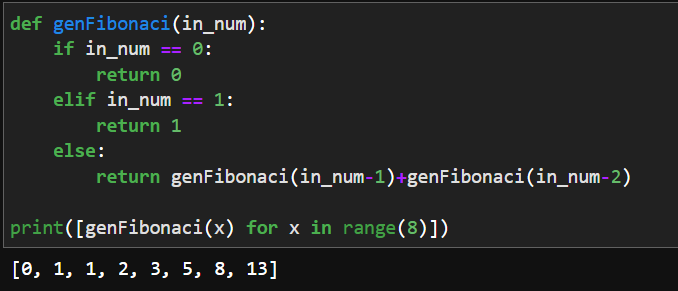 def genFibonaci(in_num):
    if in_num == 0:
        return 0
    elif in_num == 1:
        return 1
    else:
        return genFibonaci(in_num-1)+genFibonaci(in_num-2)

print([genFibonaci(x) for x in range(8)])
[0, 1, 1, 2, 3, 5, 8, 13]